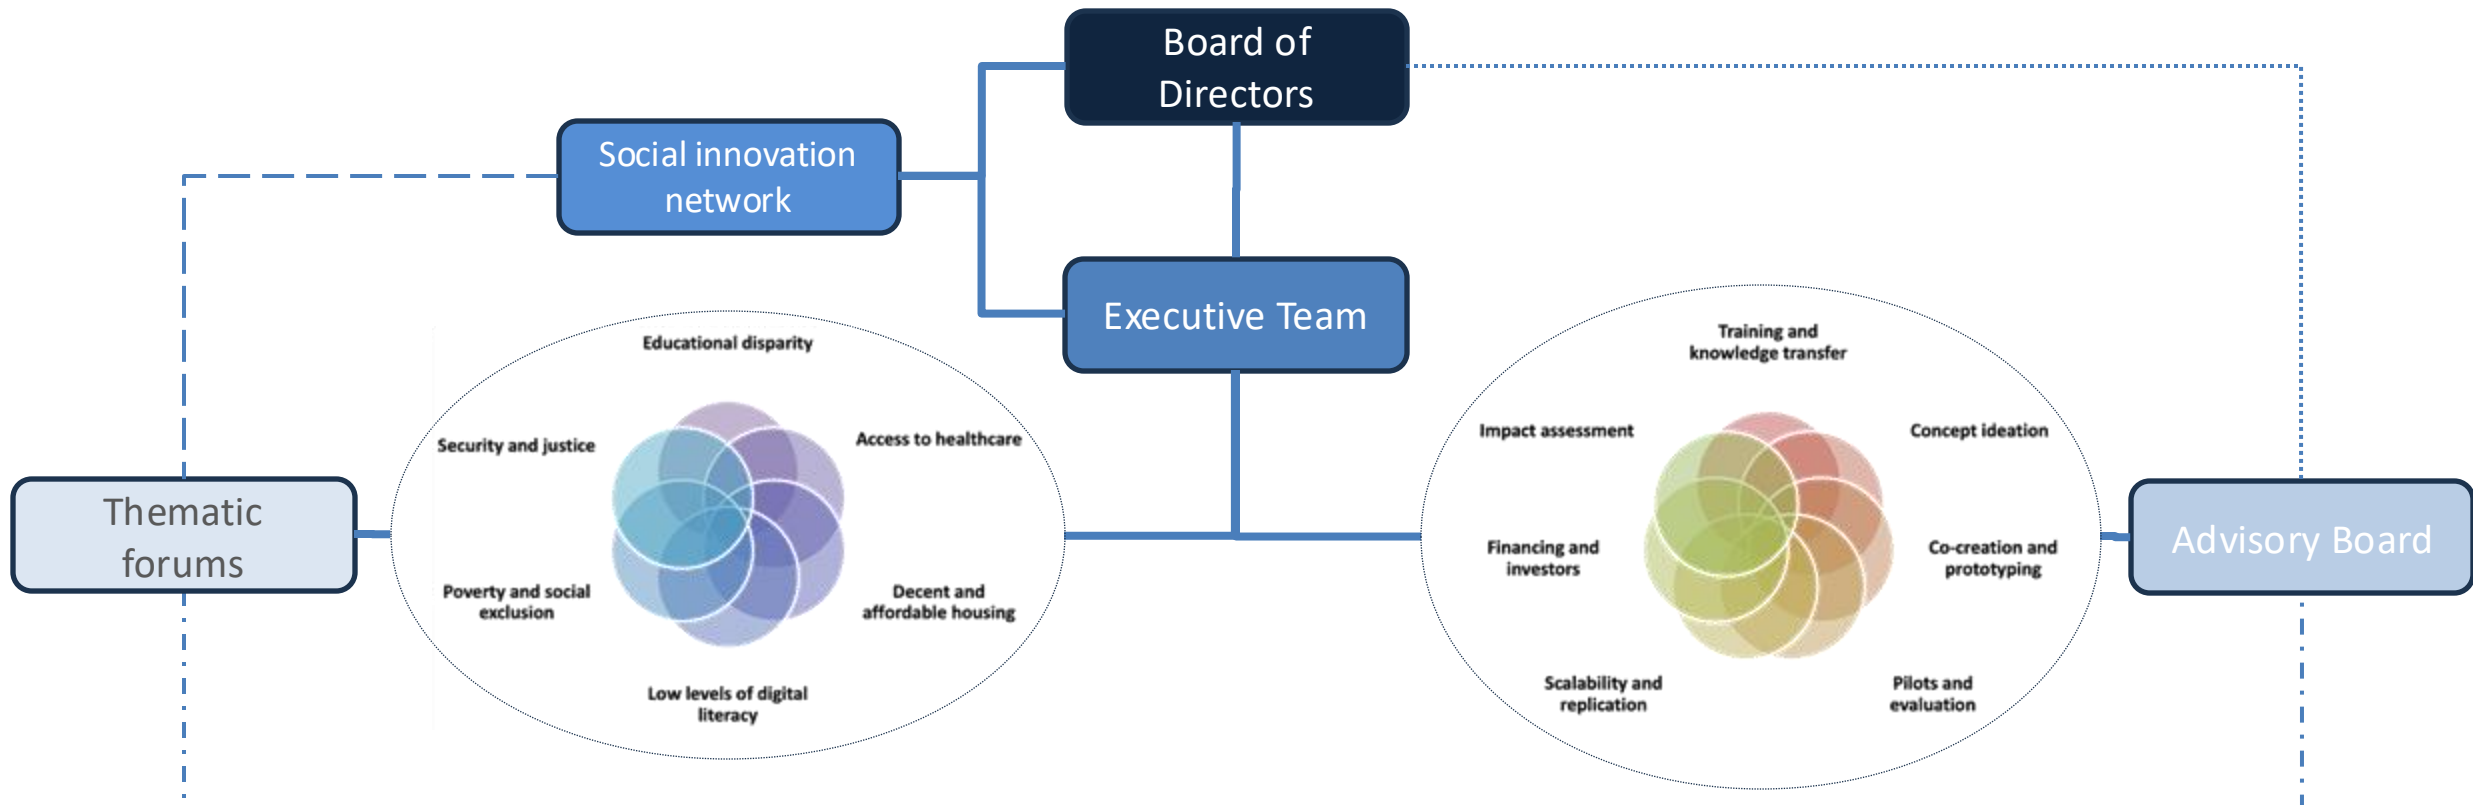 Board of
Directors
Social innovation
network
Executive Team
Educational disparity
Security and justice
Access to healthcare
Poverty and social
exclusion
Decent and
affordable housing
Low levels of digital
literacy
Thematic
forums
Training and
knowledge transfer
Impact assessment
Concept ideation
Financing and
investors
Co-creation and
prototyping
Scalability and
replication
Pilots and
evaluation
Advisory Board